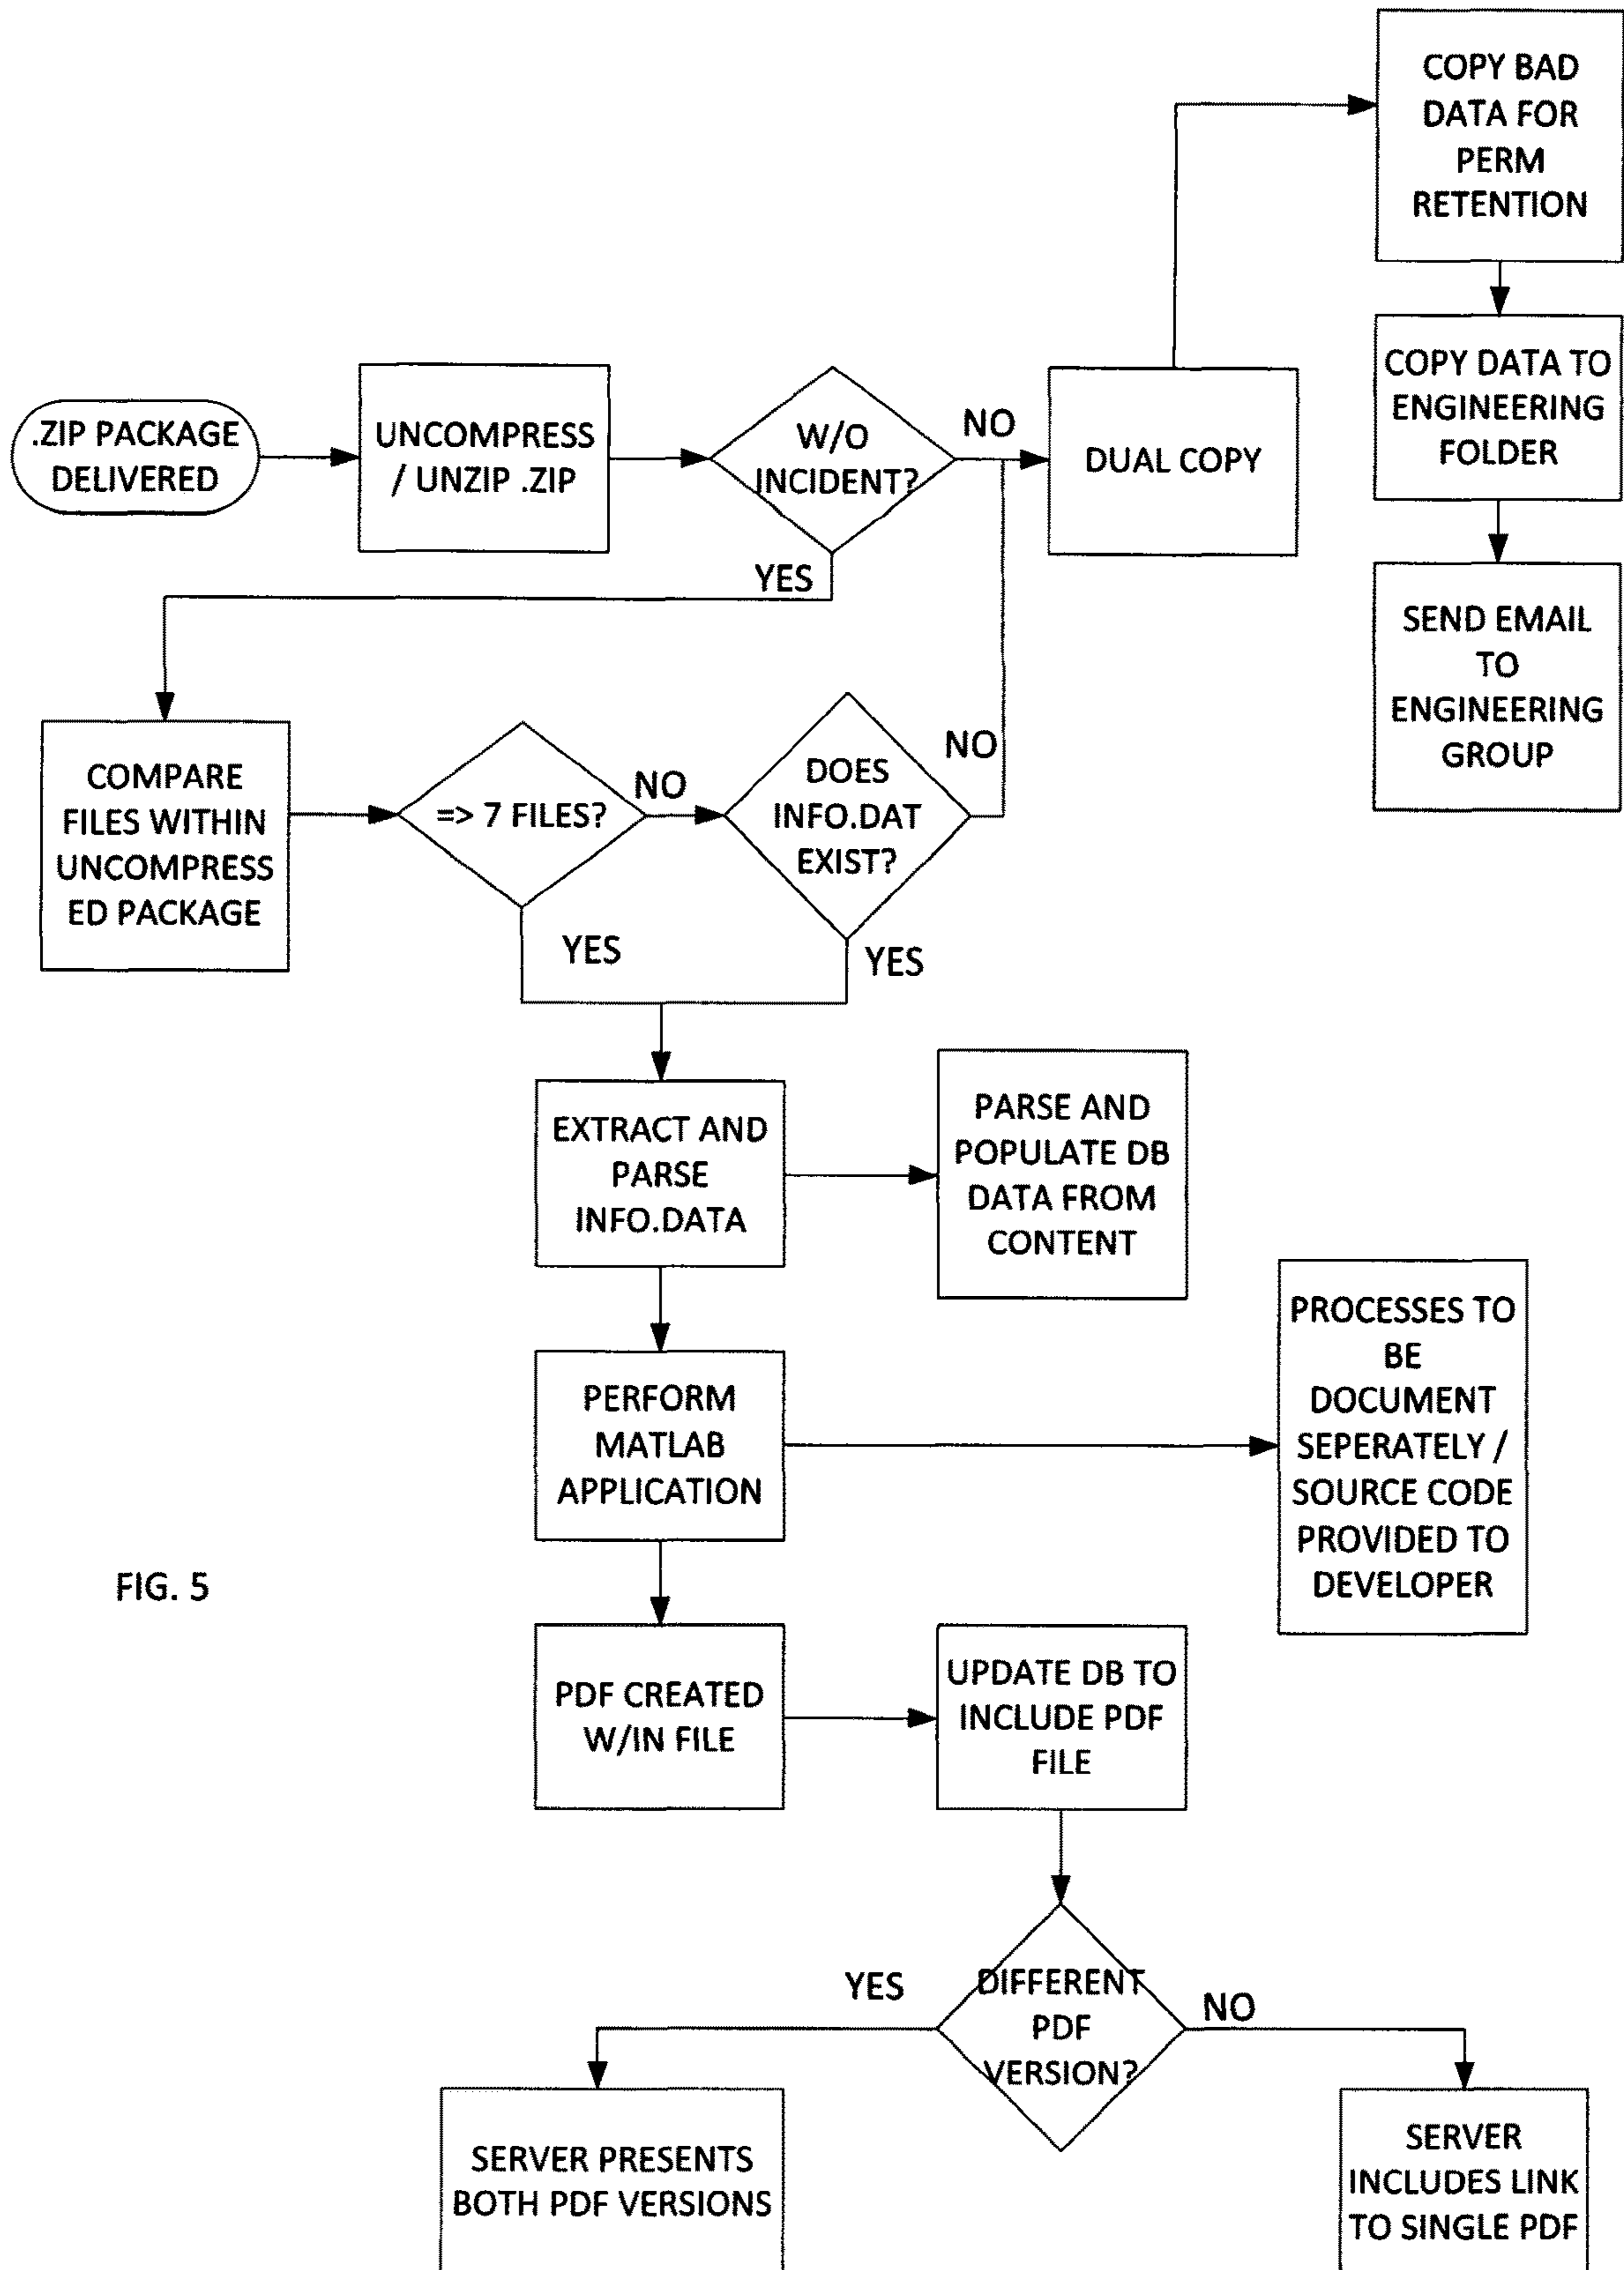 COPY BAD
DATA FOR
PERM
RETENTION
COPY DATA TO
ENGINEERING
FOLDER
SEND EMAIL
TO
ENGINEERING
GROUP
.ZIP PACKAGE
DELIVERED
UNCOMPRESS
/ UNZIP .ZIP
W/O
INCIDENT?
NO
YES
DUAL COPY
COMPARE
FILES WITHIN
UNCOMPRESS
ED PACKAGE
=> 7 FILES?
NO
YES
DOES
INFO.DAT
EXIST?
NO
YES
EXTRACT AND
PARSE
INFO.DATA
PARSE AND
POPULATE DB
DATA FROM
CONTENT
PERFORM
MATLAB
APPLICATION
PROCESSES TO
BE
DOCUMENT
SEPERATELY /
SOURCE CODE
PROVIDED TO
DEVELOPER
FIG. 5
PDF CREATED
W/IN FILE
UPDATE DB TO
INCLUDE PDF
FILE
DIFFERENT
PDF
VERSION?
YES
NO
SERVER PRESENTS
BOTH PDF VERSIONS
SERVER
INCLUDES LINK
TO SINGLE PDF